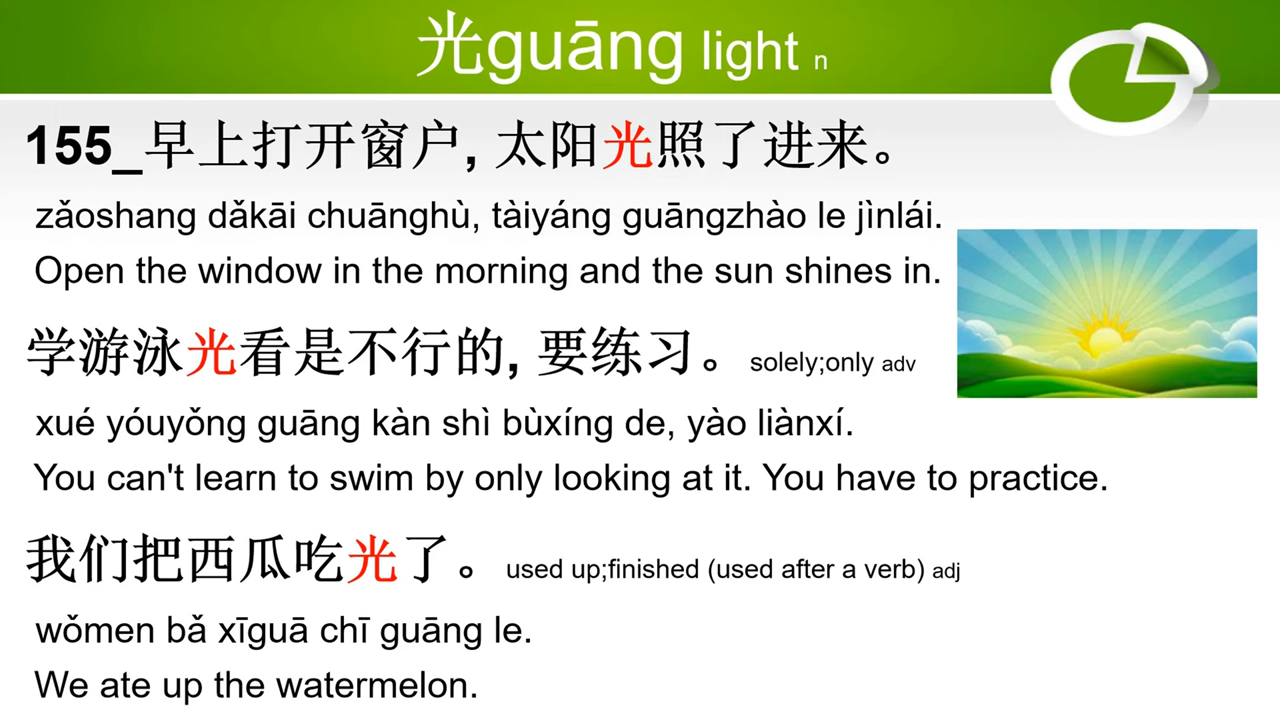 光guāng light n
155_早上打开窗户, 太阳光照了进来。
zǎoshang dǎkāi chuānghù, tàiyáng guāngzhào le jìnlái.
Open the window in the morning and the sun shines in.
学游泳光看是不行的, 要练习。 solely;only adv
xué yóuyǒng guāng kàn shì bùxíng de, yào liànxí.
You can't learn to swim by only looking at it. You have to practice.
我们把西瓜吃光了。 used up;finished (used after a verb) adj
wǒmen bǎ xīguā chī guāng le.
We ate up the watermelon.